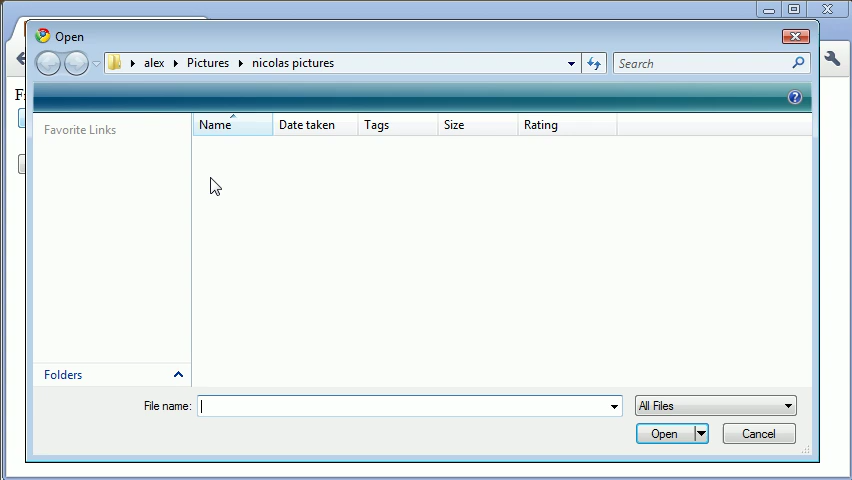 Open
alex Pictures nicolas pictures Search
Favorite Links
Name Date taken Tags Size Rating
Folders
File name: All Files
Open Cancel